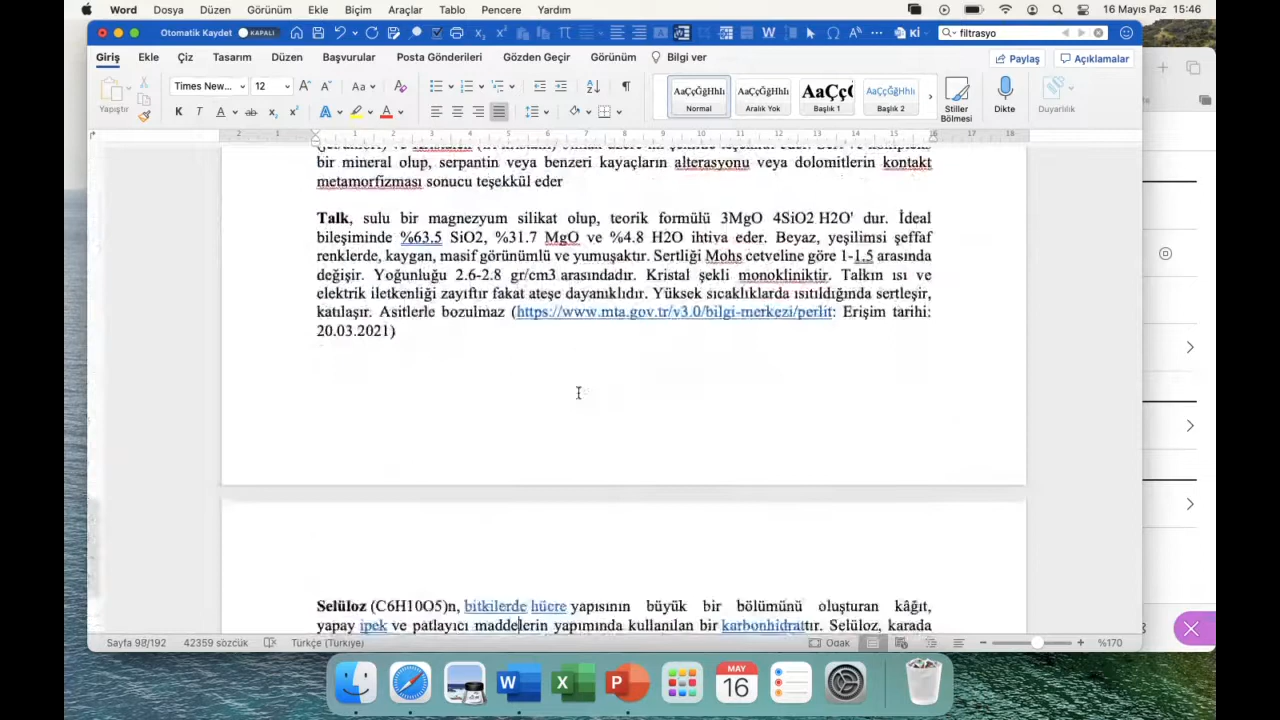 Word Dosya Düzen Görünüm Ekle Biçim Araçlar Tablo Pencere Yardım
16 Mayıs Paz 15:46
Otomatik Kaydet KAPALI
Ki
filtrasyo
Giriş Ekle Çiz Tasarım Düzen Başvurular Posta Gönderileri Gözden Geçir Görünüm Bilgi ver
Paylaş Açıklamalar
Yapıştır
Times New... 12
Normal Aralık Yok Başlık 1 Başlık 2
Stiller Bölmesi
Dikte
Duyarlılık
bir mineral olup, serpantin veya benzeri kayaçların alterasyonu veya dolomitlerin kontakt
metamorfizması sonucu teşekkül eder
Talk, sulu bir magnezyum silikat olup, teorik formülü 3MgO 4SiO2 H2O' dur. İdeal
bileşiminde %63.5 SiO2, %31.7 MgO ve %4.8 H2O ihtiva eder. Beyaz, yeşilimsi şeffaf
renklerde, kaygan, masif görünümlü ve yumuşaktır. Sertliği Mohs cetveline göre 1-1.5 arasında
değişir. Yoğunluğu 2.6-2.8 gr/cm3 arasındadır. Kristal şekli monokliniktir. Talkın ısı ve
elektrik iletkenliği zayıftır fakat ateşe dayanıklıdır. Yüksek sıcaklıklarda ısıtıldığında sertleşir,
katılaşır. Asitlerle bozulmaz (https://www.mta.gov.tr/v3.0/bilgi-merkezi/perlit: Erişim tarihi:
20.03.2021)
Selüloz (C6H10O5)n, bitkilerde hücre yapısının büyük bir bölümünü oluşturan kâğıt,
yapay ipek ve patlayıcı maddelerin yapımında kullanılan bir karbonhidrattır. Selüloz, karada
Sayfa 98/192 42359 sözcük Türkçe (Türkiye) Odak %170
MAY
16